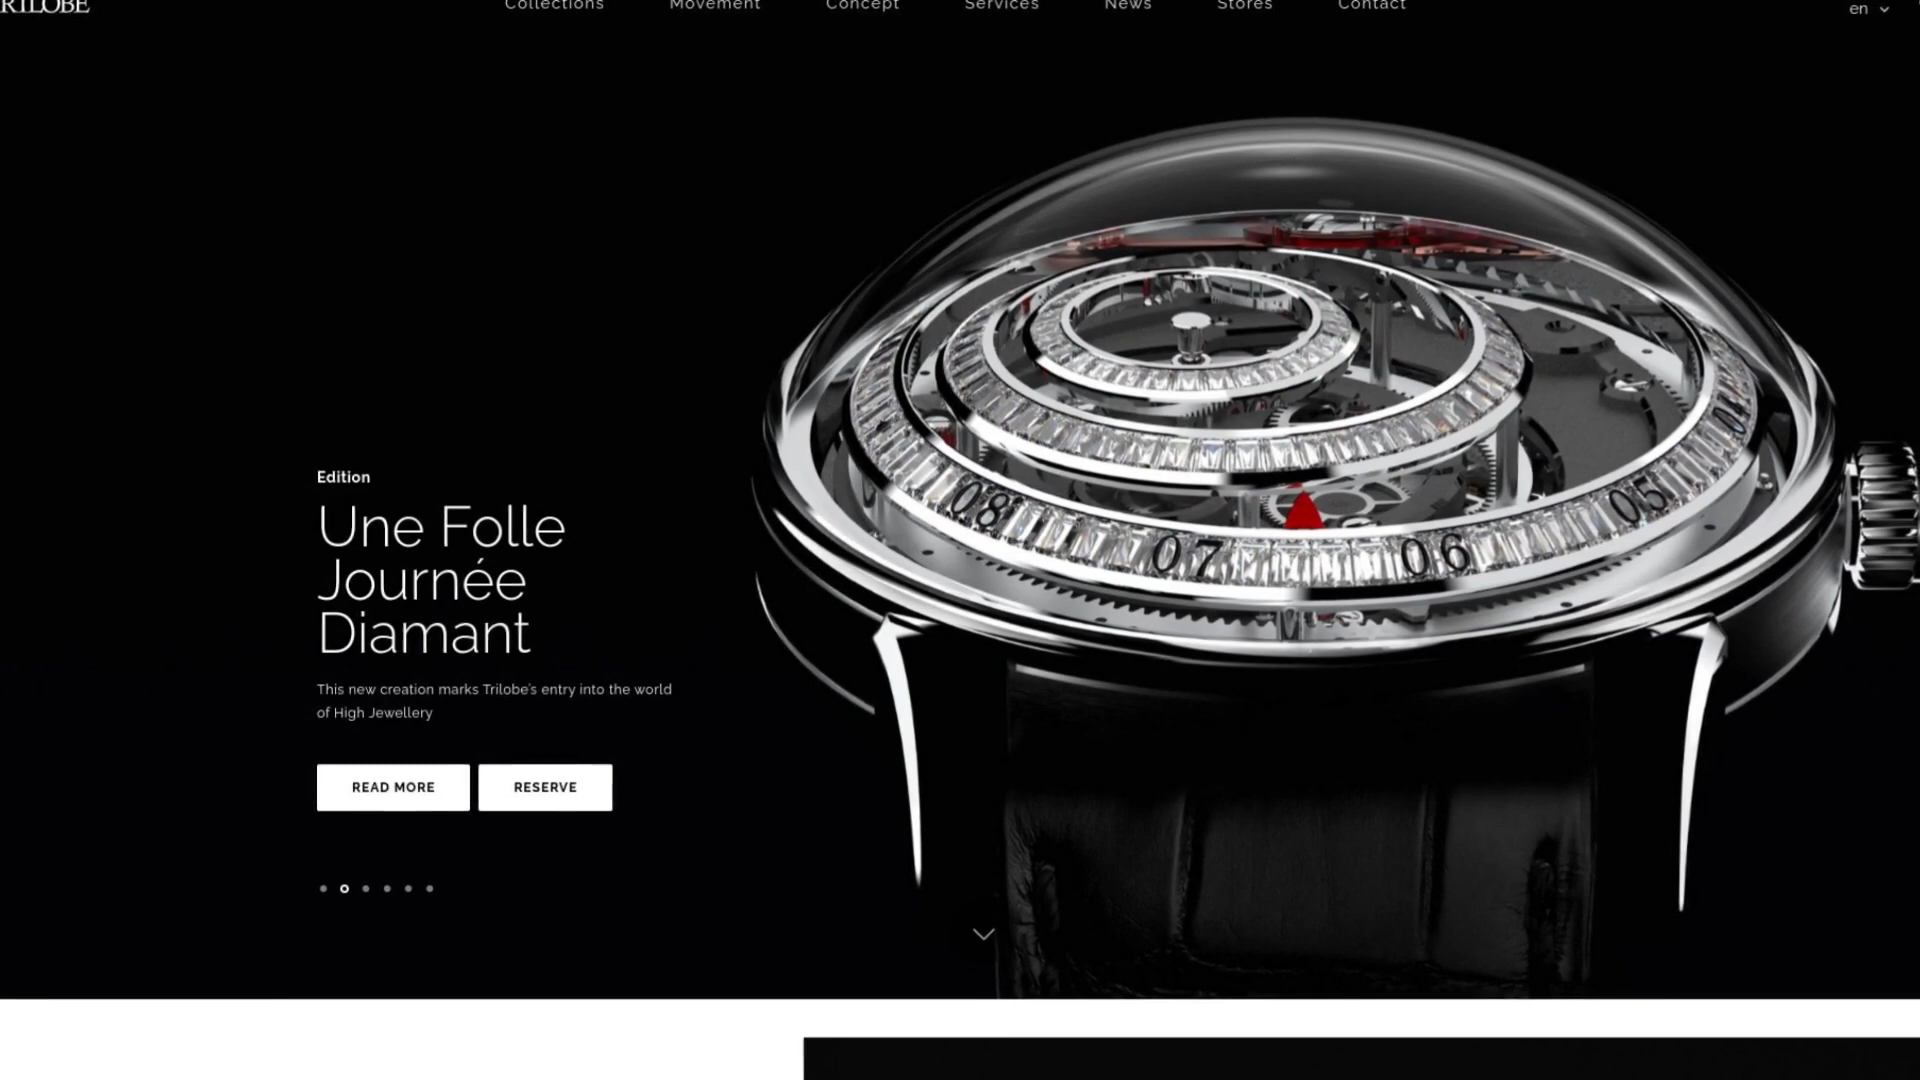 TRILOBE
Collections Movement Concept Services News Stores Contact
en
Edition
Une Folle
Journée
Diamant
This new creation marks Trilobe's entry into the world
of High Jewellery
READ MORE RESERVE
08 07 06 05